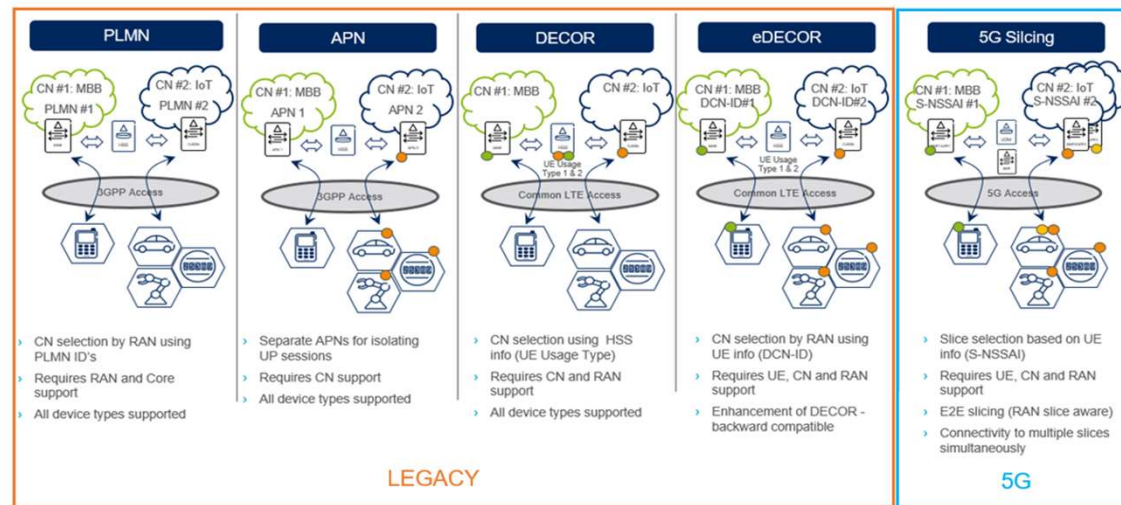 PLMN
CN #1: MBB
PLMN #1
CN #2: IoT
PLMN #2
HSS
3GPP Access
CN selection by RAN using
PLMN ID's
Requires RAN and Core
support
All device types supported
APN
CN #1: MBB
APN 1
CN #2: IoT
APN 2
HSS
3GPP Access
Separate APNs for isolating
UP sessions
Requires CN support
All device types supported
DECOR
CN #1: MBB
CN #2: IoT
UE Usage
Type 1 & 2
Common LTE Access
CN selection using HSS
info (UE Usage Type)
Requires CN and RAN
support
All device types supported
eDECOR
CN #1: MBB
DCN-ID#1
CN #2: IoT
DCN-ID#2
UE Usage
Type 1 & 2
Common LTE Access
CN selection by RAN using
UE info (DCN-ID)
Requires UE, CN and RAN
support
Enhancement of DECOR -
backward compatible
LEGACY
5G Silcing
CN #1: MBB
S-NSSAI #1
CN #2: IoT
S-NSSAI #2
5G Access
Slice selection based on UE
info (S-NSSAI)
Requires UE, CN and RAN
support
E2E slicing (RAN slice aware)
Connectivity to multiple slices
simultaneously
5G